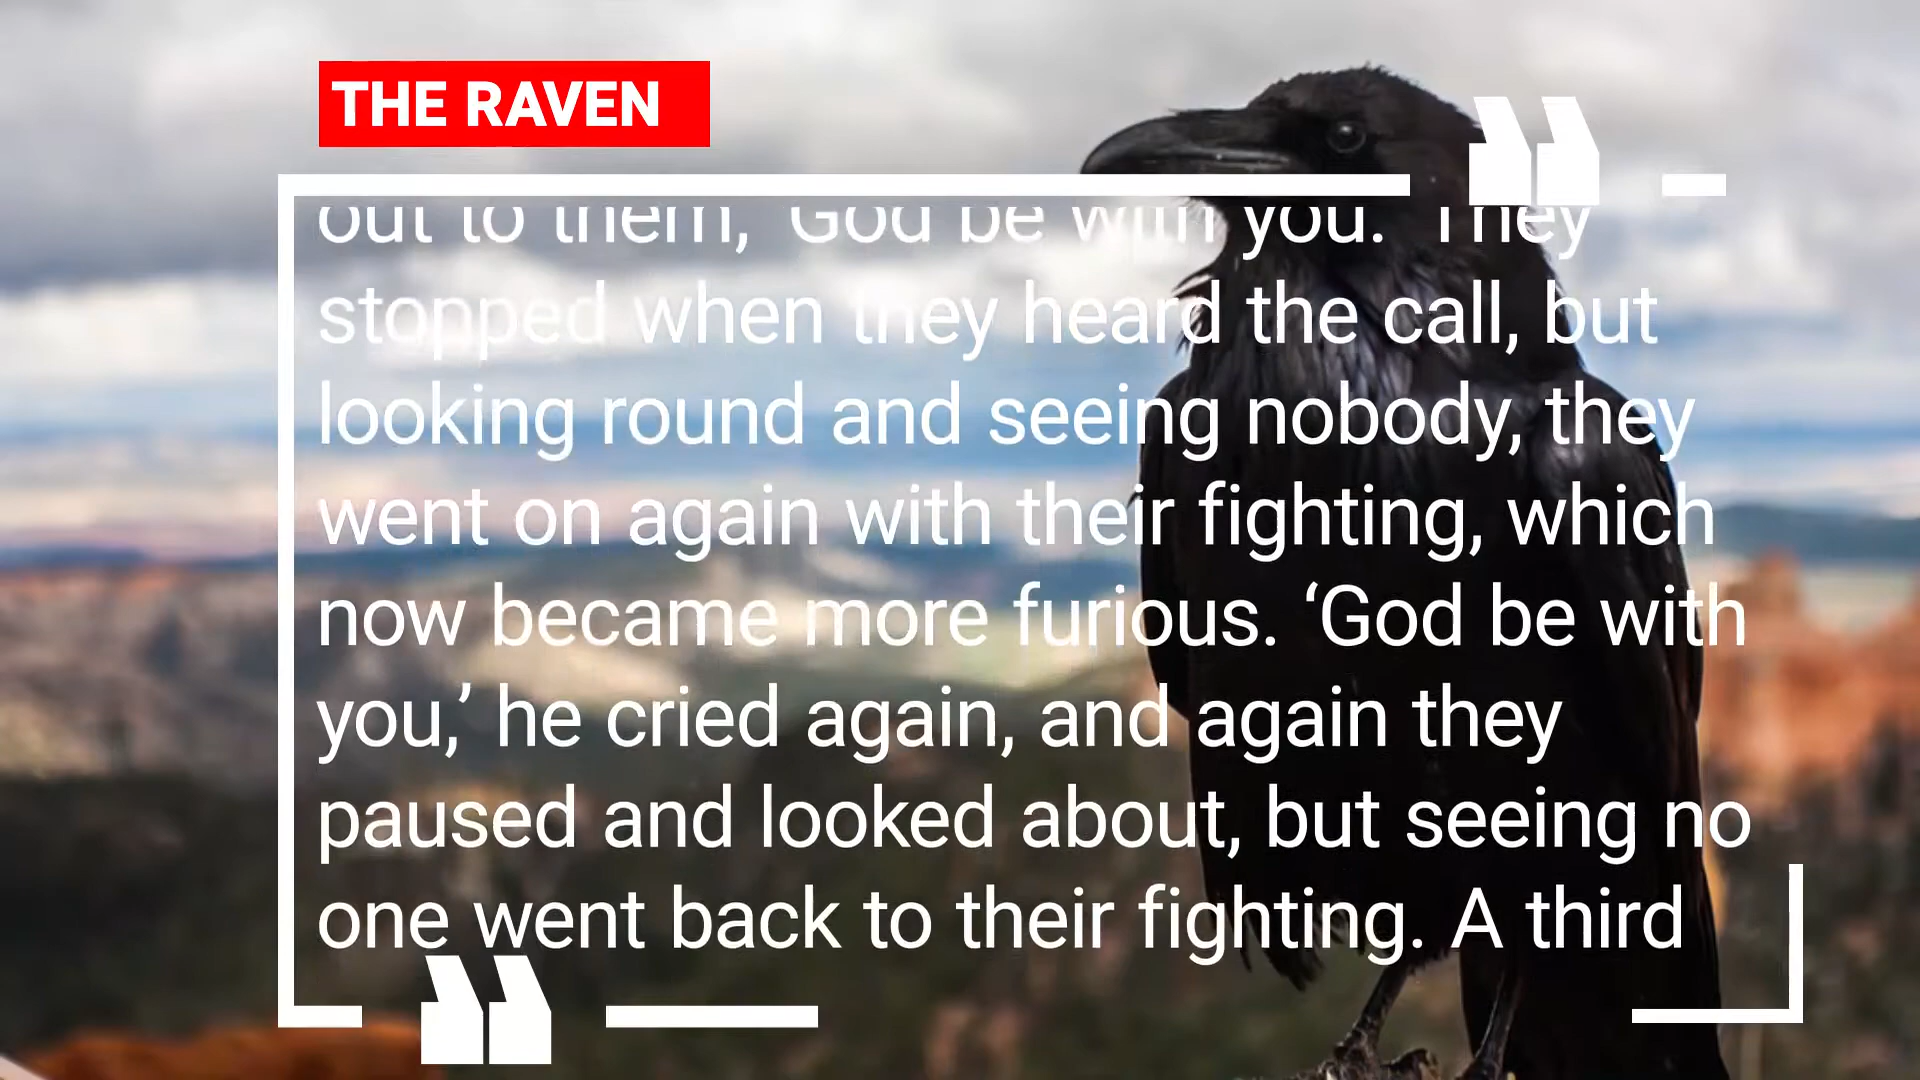 THE RAVEN
out to them, ‘God be with you.’ They
stopped when they heard the call, but
looking round and seeing nobody, they
went on again with their fighting, which
now became more furious. ‘God be with
you,’ he cried again, and again they
paused and looked about, but seeing no
one went back to their fighting. A third